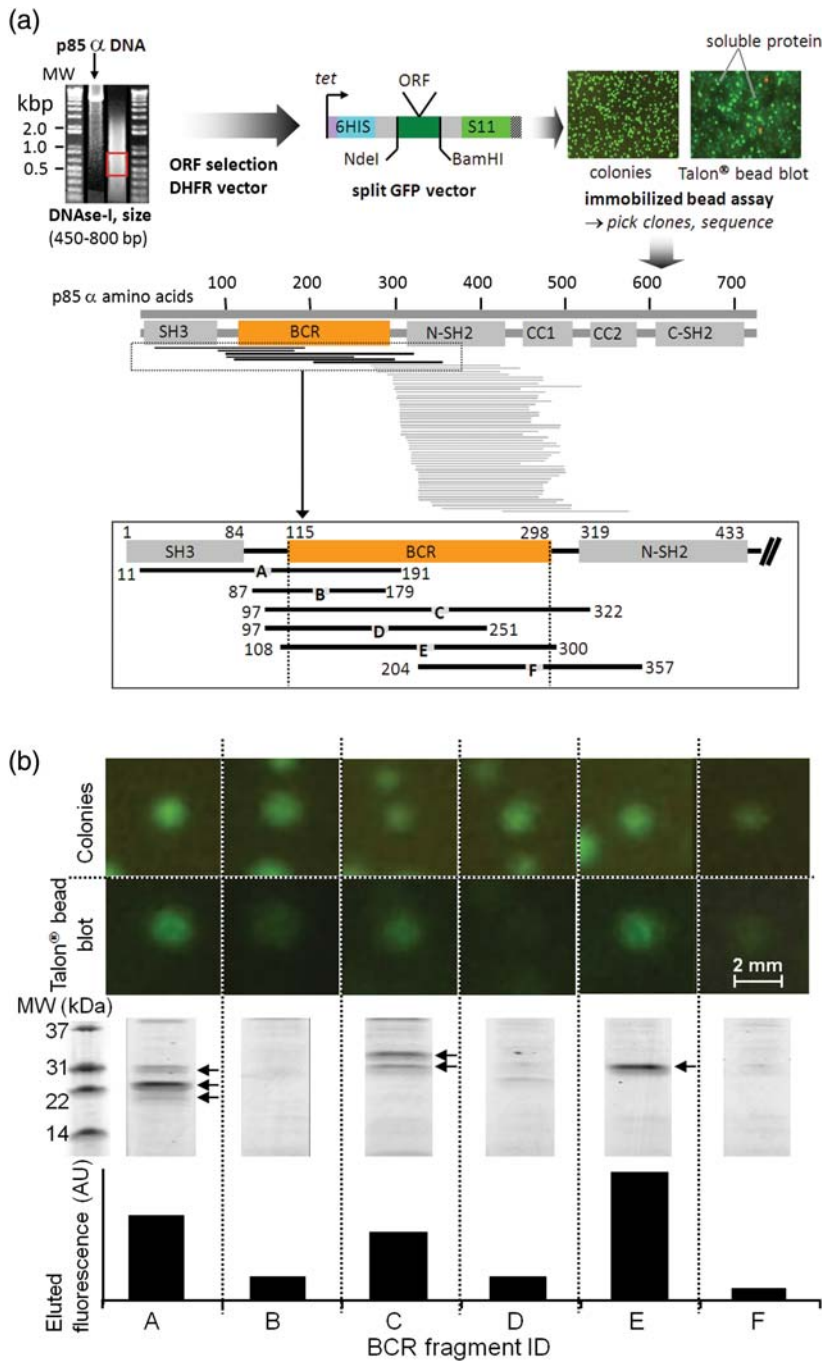 (a)
p85 α DNA
MW
kbp
2.0
1.0
0.5
DNAse-I, size
(450-800 bp)
ORF selection
DHFR vector
tet
ORF
6HIS
S11
NdeI
BamHI
split GFP vector
soluble protein
colonies
Talon® bead blot
immobilized bead assay
→ pick clones, sequence
p85 α amino acids
100 200 300 400 500 600 700
SH3 BCR N-SH2 CC1 CC2 C-SH2
1 84 115 298 319 433
SH3 BCR N-SH2
11 A 191
87 B 179
97 C 322
97 D 251
108 E 300
204 F 357
(b)
Colonies
Talon® bead
blot
2 mm
MW (kDa)
37
31
22
14
Eluted
fluorescence (AU)
A B C D E F
BCR fragment ID